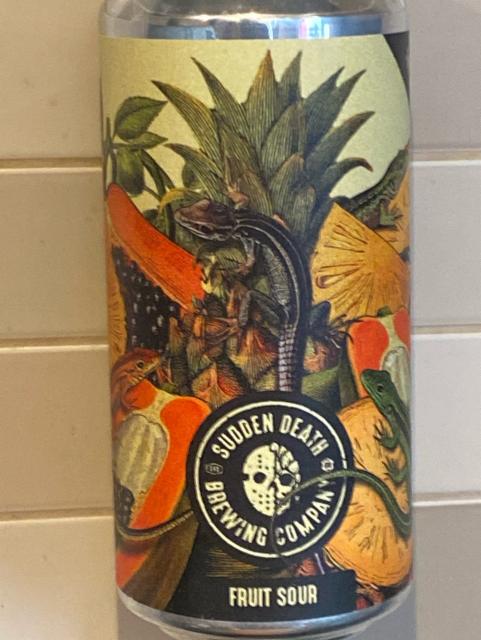 SUDDEN DEATH
BREWING COMPANY
FRUIT SOUR